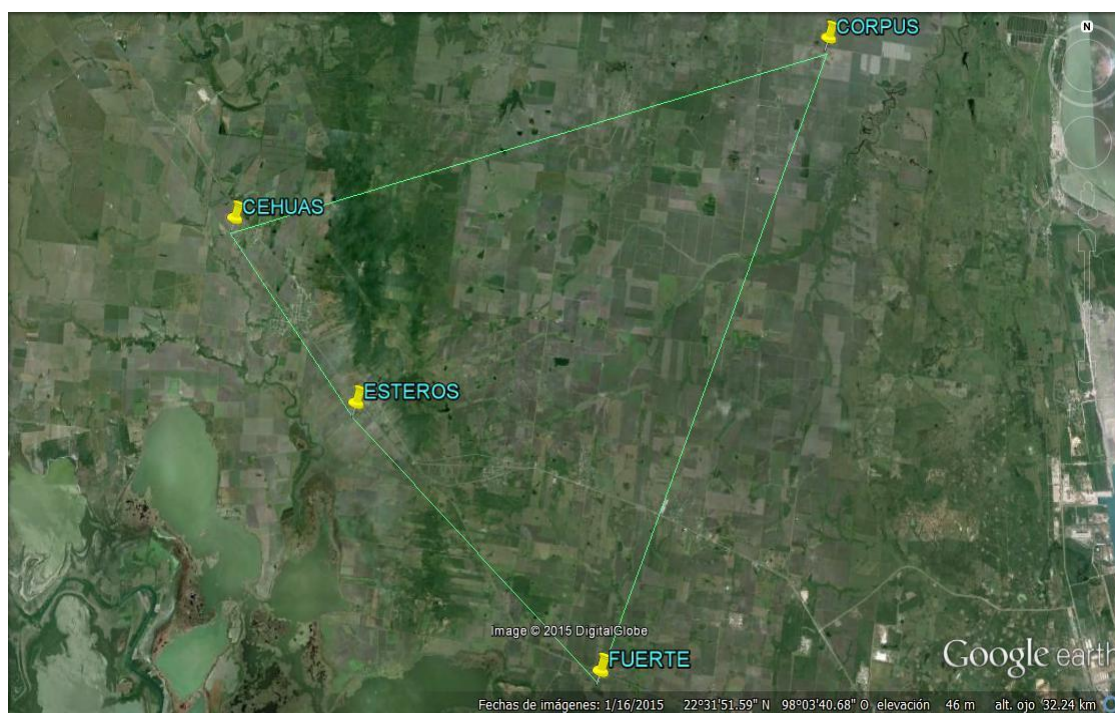 CORPUS
N
CEHUAS
ESTEROS
Image © 2015 DigitalGlobe
FUERTE
Google earth
Fechas de imágenes: 1/16/2015 22°31'51.59" N 98°03'40.68" O elevación 46 m alt. ojo 32.24 km